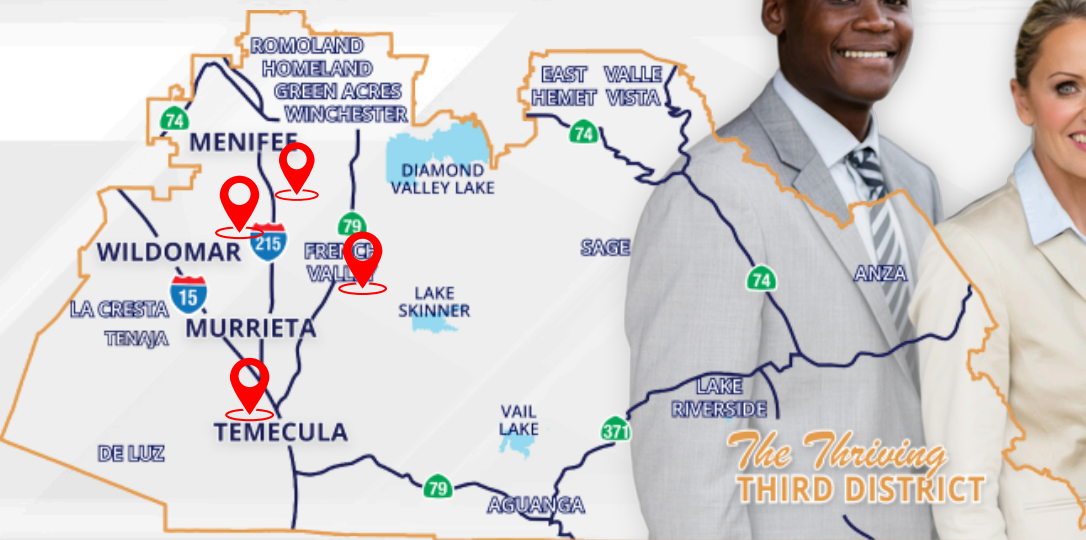 ROMOLAND
HOMELAND
GREEN ACRES
WINCHESTER
EAST VALLE
HEMET VISTA
74
74
MENIFEE
DIAMOND
VALLEY LAKE
79
215
WILDOMAR
FRENCH
VALLEY
SAGE
ANZA
74
15
LA CRESTA
TENAJA
LAKE
SKINNER
MURRIETA
LAKE
RIVERSIDE
VAIL
LAKE
371
TEMECULA
DE LUZ
The Thriving
THIRD DISTRICT
79
AGUANGA